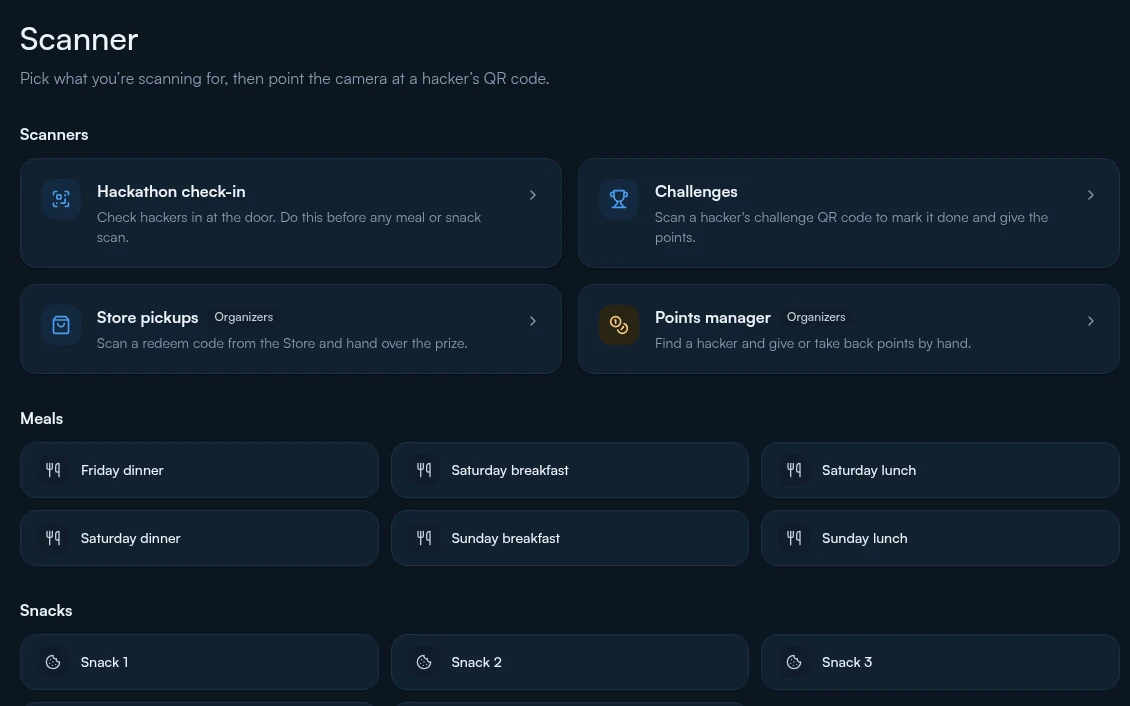 Scanner
Pick what you’re scanning for, then point the camera at a hacker’s QR code.
Scanners
Hackathon check-in
Check hackers in at the door. Do this before any meal or snack
scan.
Challenges
Scan a hacker's challenge QR code to mark it done and give the
points.
Store pickups Organizers
Scan a redeem code from the Store and hand over the prize.
Points manager Organizers
Find a hacker and give or take back points by hand.
Meals
Friday dinner
Saturday breakfast
Saturday lunch
Saturday dinner
Sunday breakfast
Sunday lunch
Snacks
Snack 1
Snack 2
Snack 3